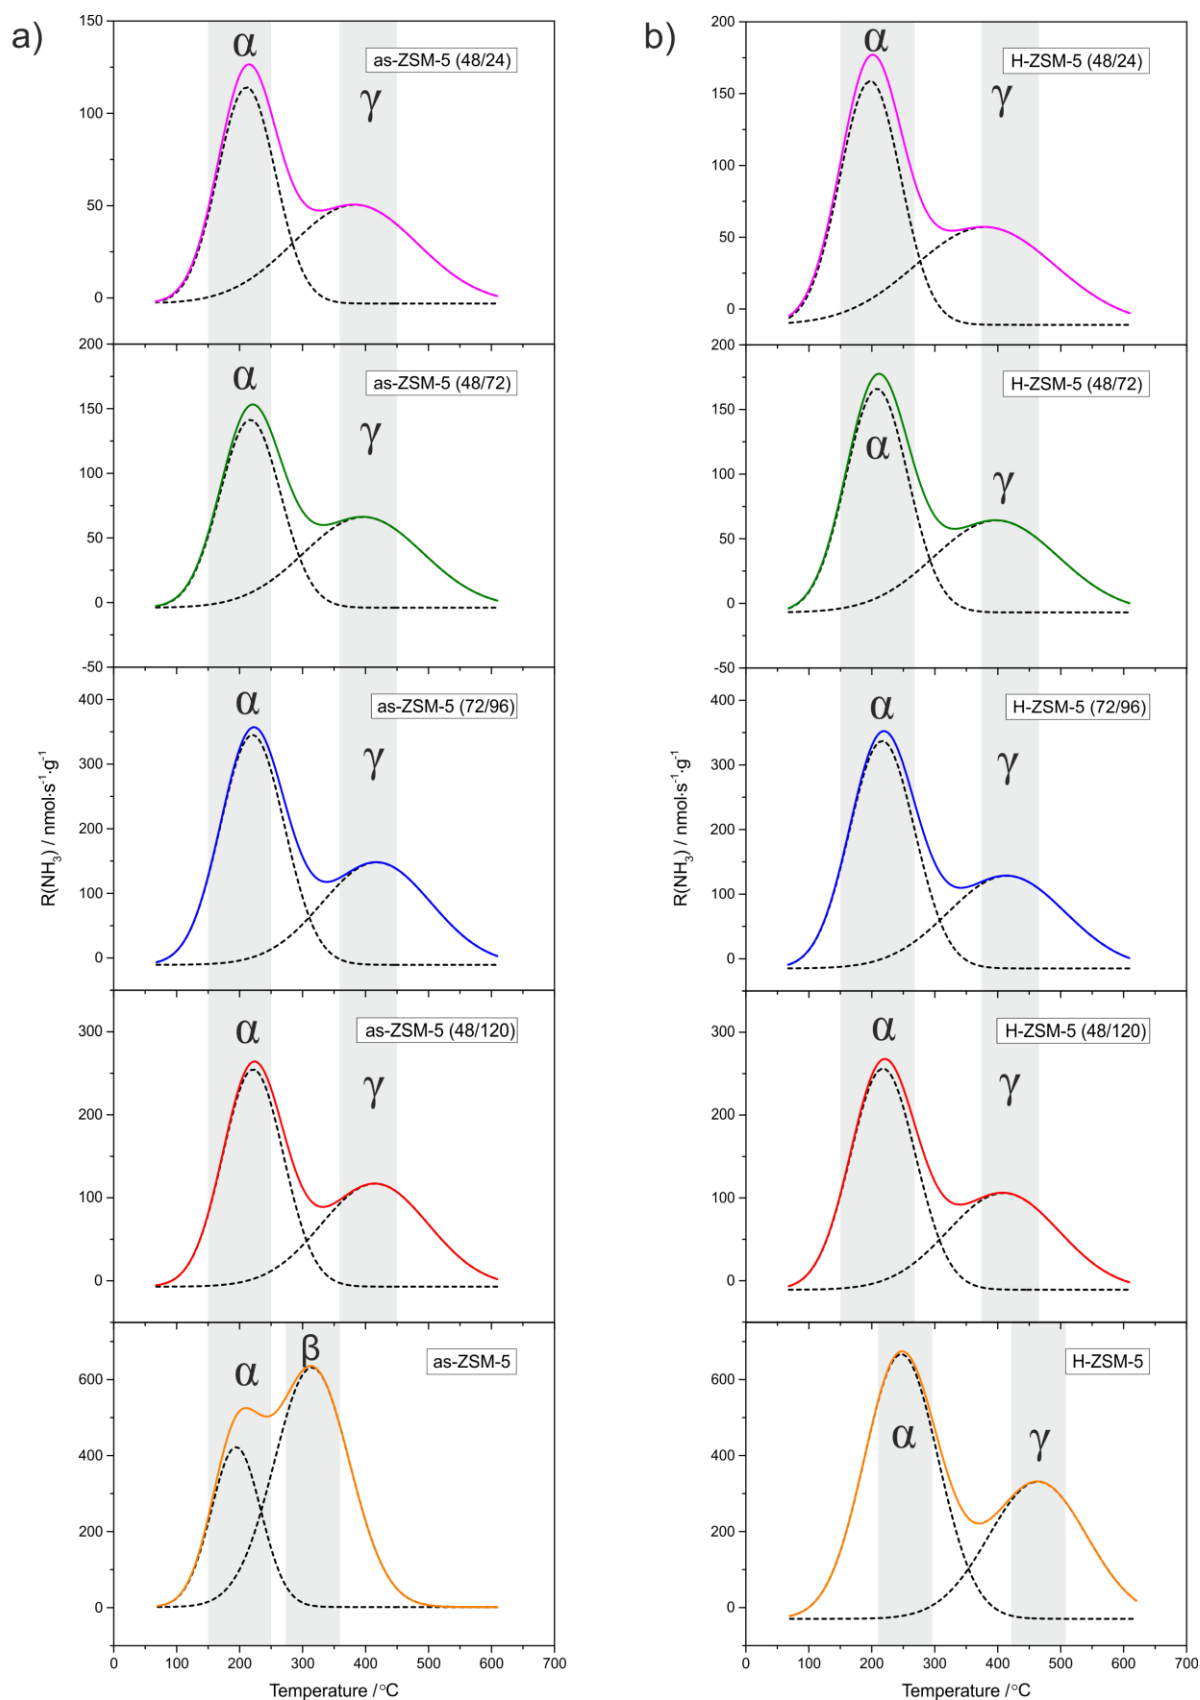 a)
150
100
50
0
α
γ
as-ZSM-5 (48/24)
200
150
100
50
0
-50
α
γ
as-ZSM-5 (48/72)
400
300
200
100
0
α
γ
as-ZSM-5 (72/96)
R(NH₃) / nmol·s⁻¹·g⁻¹
300
200
100
0
α
γ
as-ZSM-5 (48/120)
600
400
200
0
α
β
as-ZSM-5
0 100 200 300 400 500 600 700
Temperature /°C
b)
200
150
100
50
0
α
γ
H-ZSM-5 (48/24)
200
150
100
50
0
-50
α
γ
H-ZSM-5 (48/72)
400
300
200
100
0
α
γ
H-ZSM-5 (72/96)
R(NH₃) / nmol·s⁻¹·g⁻¹
300
200
100
0
α
γ
H-ZSM-5 (48/120)
600
400
200
0
α
γ
H-ZSM-5
0 100 200 300 400 500 600 700
Temperature /°C